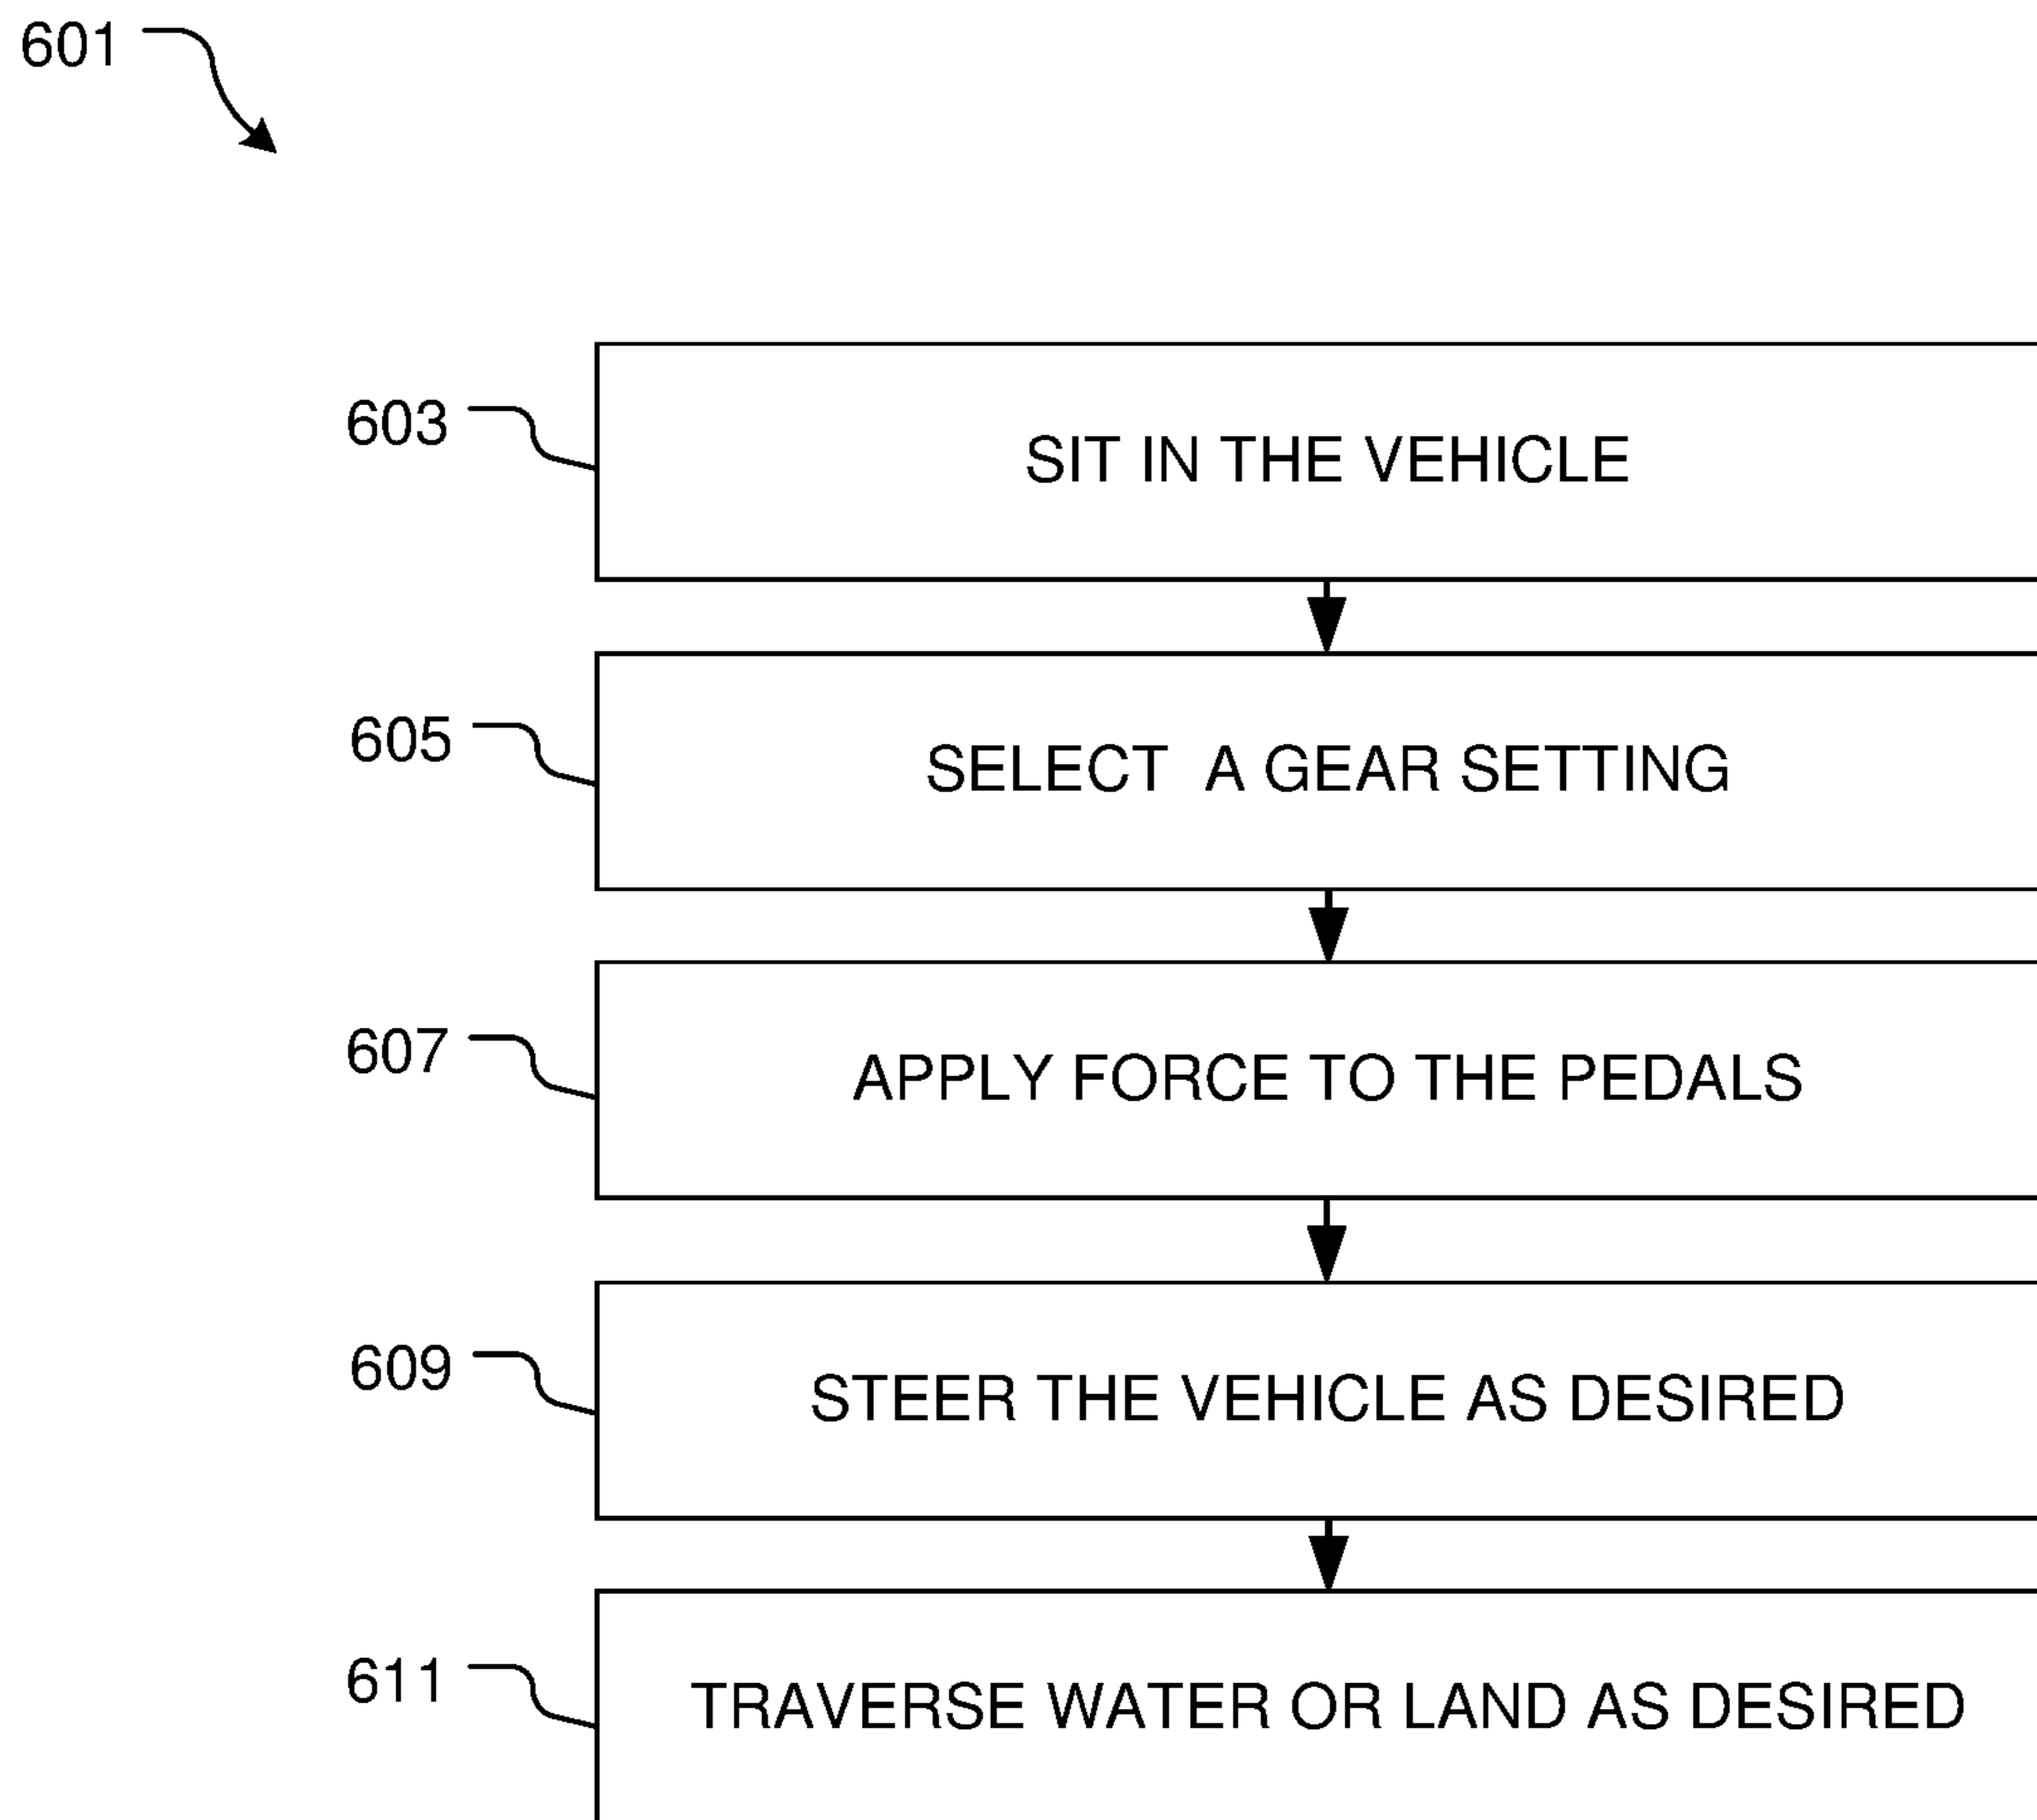 601
603
SIT IN THE VEHICLE
605
SELECT A GEAR SETTING
607
APPLY FORCE TO THE PEDALS
609
STEER THE VEHICLE AS DESIRED
611
TRAVERSE WATER OR LAND AS DESIRED